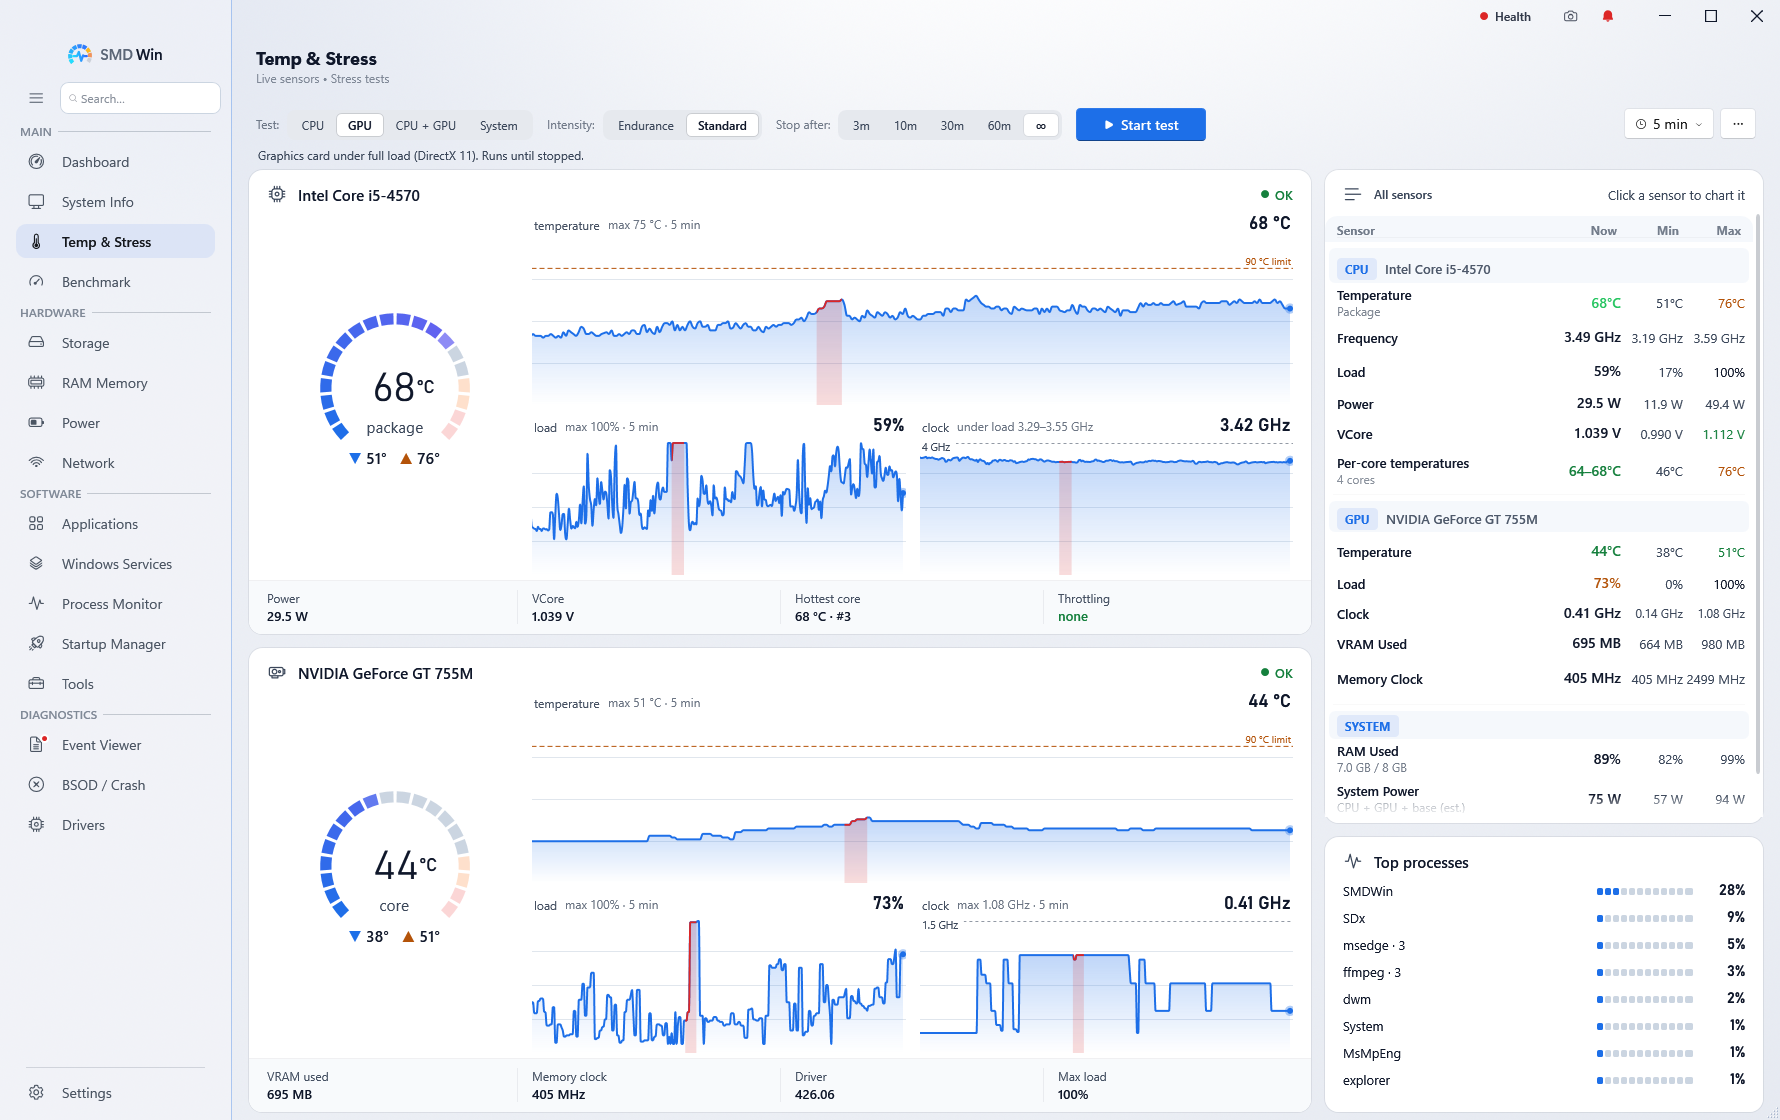 Health
SMD Win
Search...
MAIN
Dashboard
System Info
Temp & Stress
Benchmark
HARDWARE
Storage
RAM Memory
Power
Network
SOFTWARE
Applications
Windows Services
Process Monitor
Startup Manager
Tools
DIAGNOSTICS
Event Viewer
BSOD / Crash
Drivers
Settings
Temp & Stress
Live sensors • Stress tests
Test: CPU GPU CPU + GPU System Intensity: Endurance Standard Stop after: 3m 10m 30m 60m ∞ Start test 5 min ...
Graphics card under full load (DirectX 11). Runs until stopped.
Intel Core i5-4570 OK
temperature max 75 °C · 5 min 68 °C
90 °C limit
68 °C
package
51° 76°
load max 100% · 5 min 59%
clock under load 3.29–3.55 GHz 3.42 GHz
4 GHz
Power Vcore Hottest core Throttling
29.5 W 1.039 V 68 °C · #3 none
NVIDIA GeForce GT 755M OK
temperature max 51 °C · 5 min 44 °C
90 °C limit
44 °C
core
38° 51°
load max 100% · 5 min 73%
clock max 1.08 GHz · 5 min 0.41 GHz
1.5 GHz
VRAM used Memory clock Driver Max load
695 MB 405 MHz 426.06 100%
All sensors Click a sensor to chart it
Sensor Now Min Max
CPU Intel Core i5-4570
Temperature 68°C 51°C 76°C
Package
Frequency 3.49 GHz 3.19 GHz 3.59 GHz
Load 59% 17% 100%
Power 29.5 W 11.9 W 49.4 W
VCore 1.039 V 0.990 V 1.112 V
Per-core temperatures 64–68°C 46°C 76°C
4 cores
GPU NVIDIA GeForce GT 755M
Temperature 44°C 38°C 51°C
Load 73% 0% 100%
Clock 0.41 GHz 0.14 GHz 1.08 GHz
VRAM Used 695 MB 664 MB 980 MB
Memory Clock 405 MHz 405 MHz 2499 MHz
SYSTEM
RAM Used 89% 82% 99%
7.0 GB / 8 GB
System Power 75 W 57 W 94 W
CPU + GPU + base (est.)
Top processes
SMDWin 28%
SDx 9%
msedge · 3 5%
ffmpeg · 3 3%
dwm 2%
System 1%
MsMpEng 1%
explorer 1%